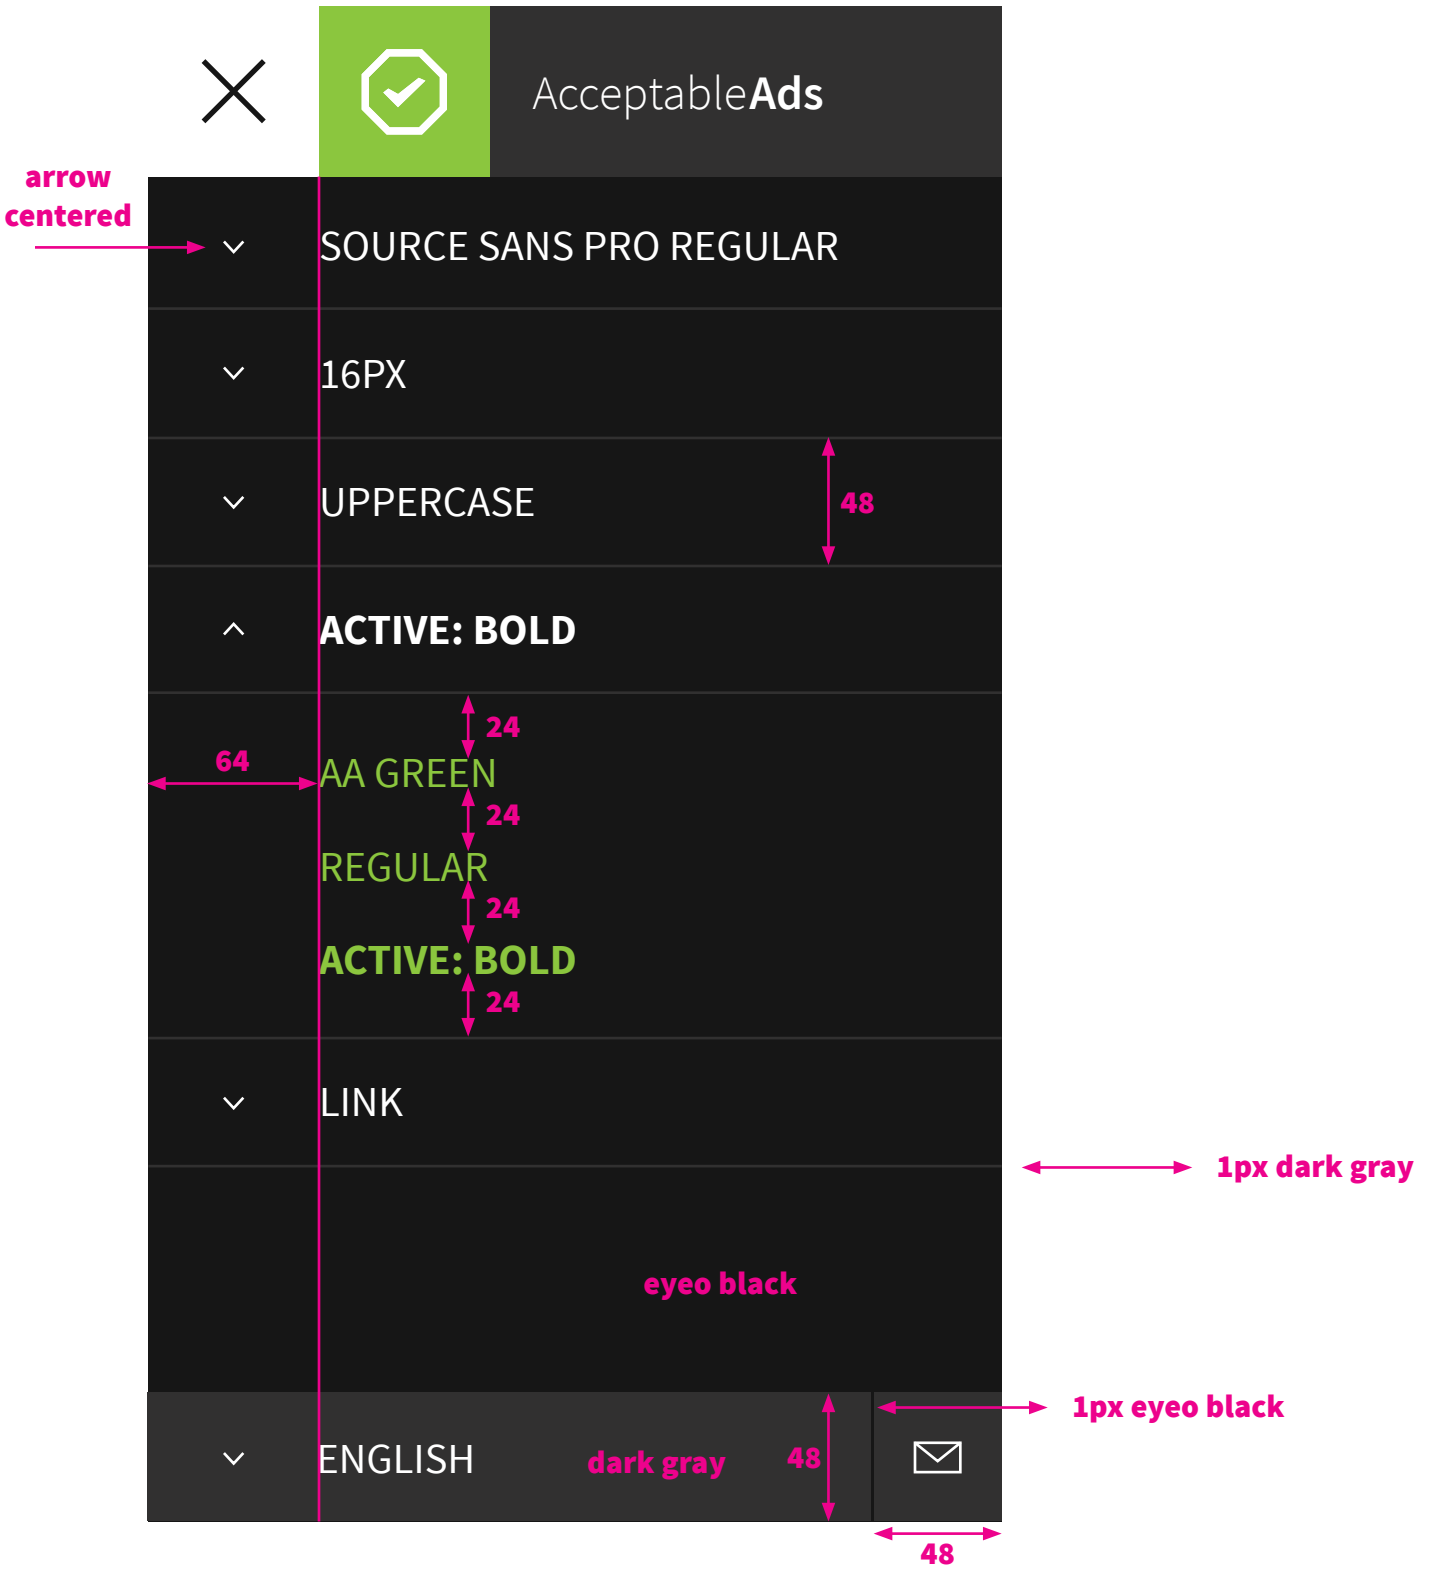 AcceptableAds
arrow
centered
SOURCE SANS PRO REGULAR
16PX
UPPERCASE
48
ACTIVE: BOLD
24
64
AA GREEN
24
REGULAR
24
ACTIVE: BOLD
24
LINK
1px dark gray
eyeo black
1px eyeo black
ENGLISH
dark gray
48
48